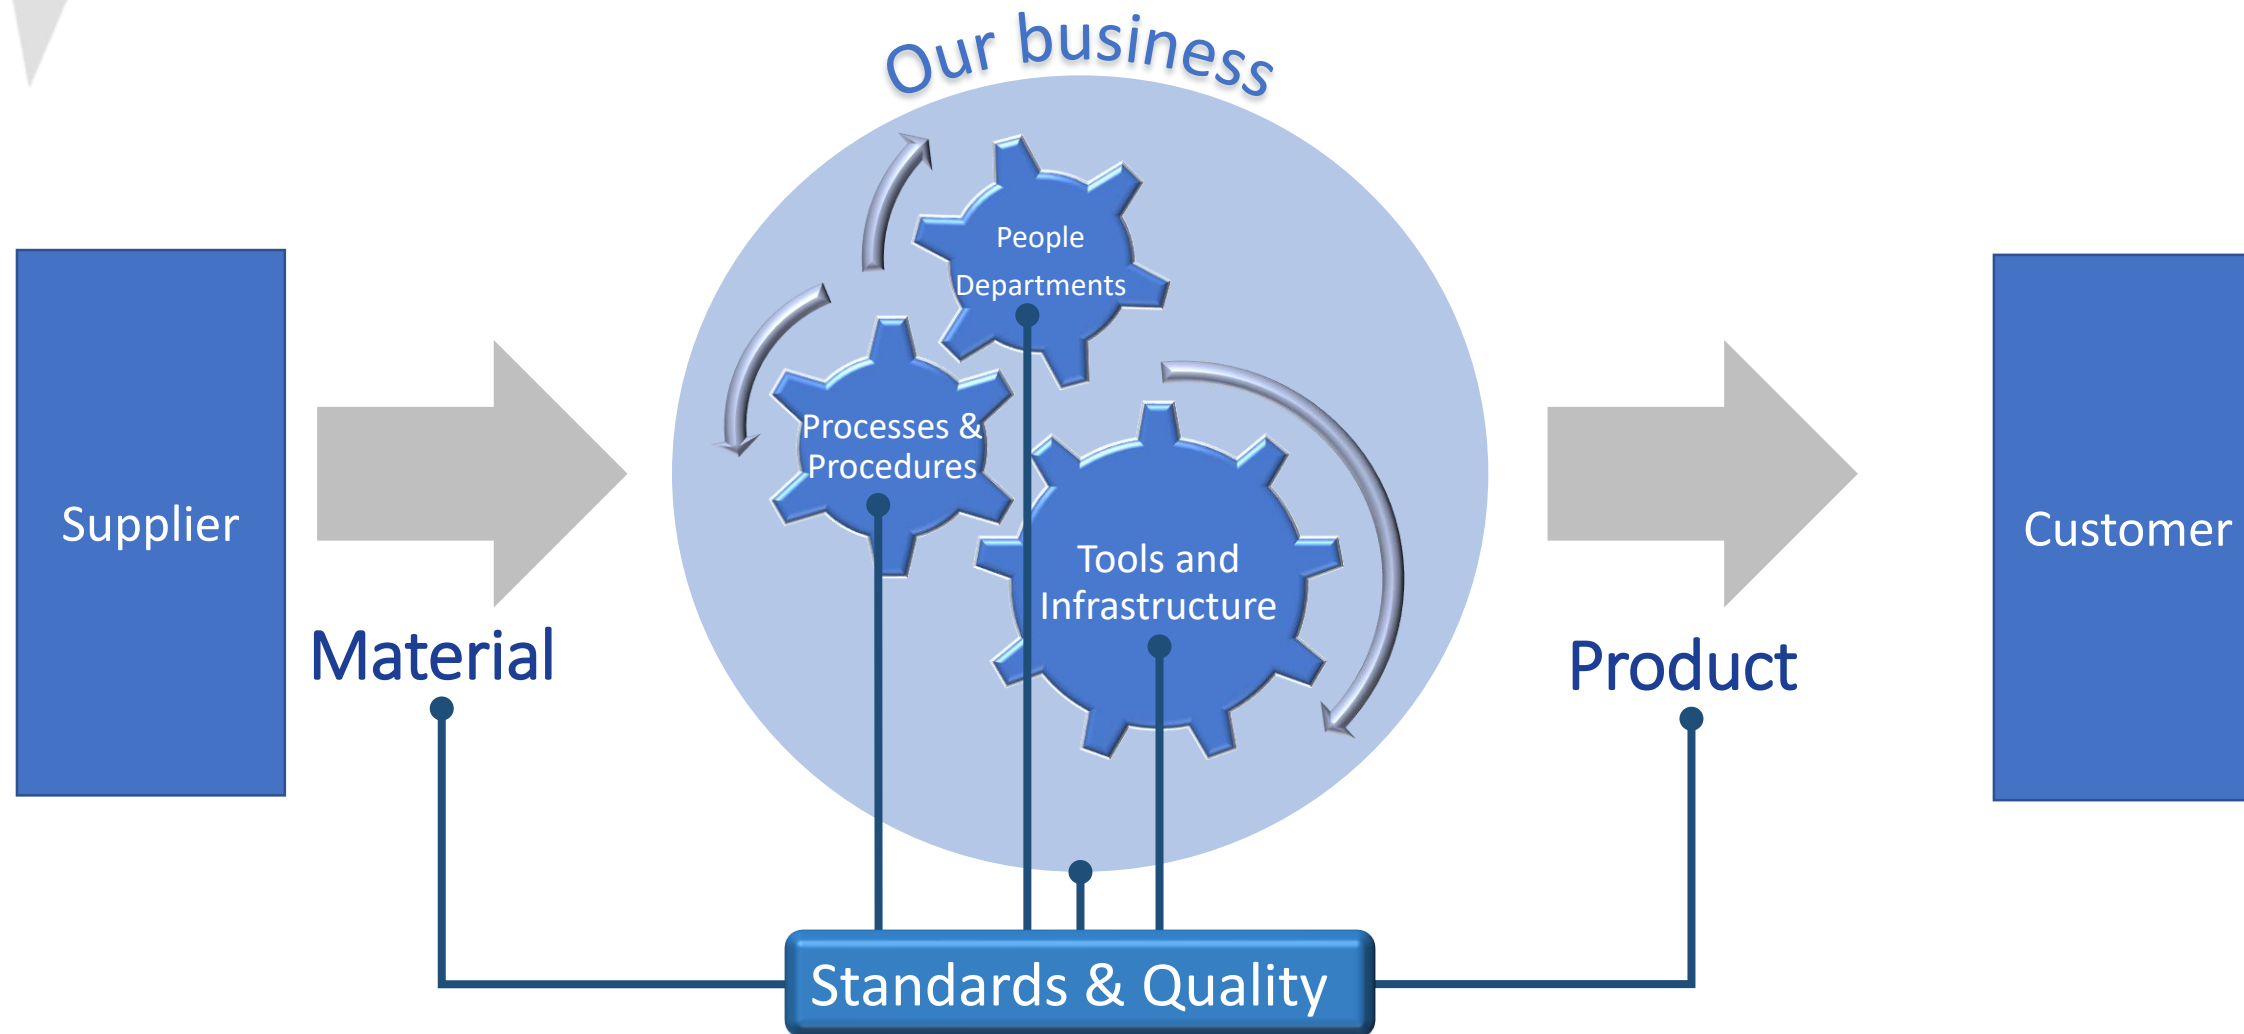 Our business
People
Departments
Processes &
Procedures
Tools and
Infrastructure
Supplier
Material
Customer
Product
Standards & Quality